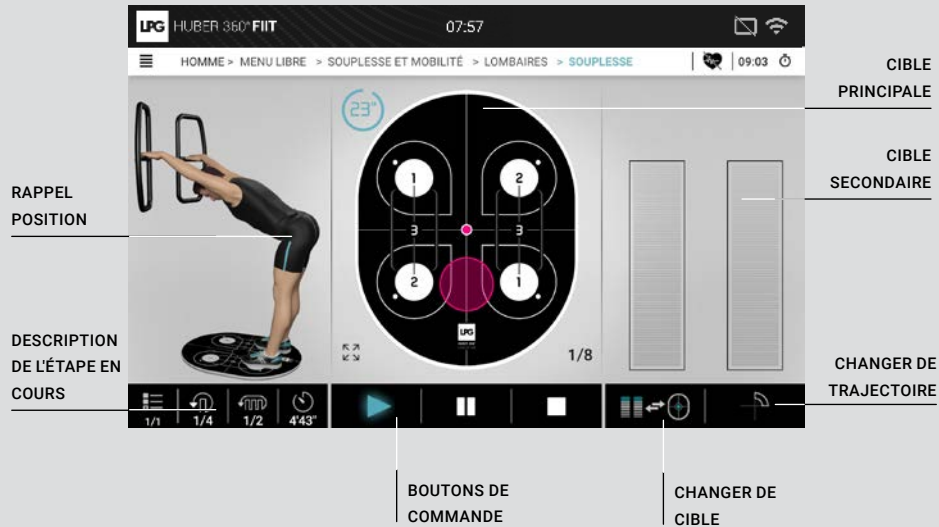 LPG HUBER 360° FIIT 07:57
HOMME > MENU LIBRE > SOUPLESSE ET MOBILITÉ > LOMBAIRES > SOUPLESSE 09:03
CIBLE
PRINCIPALE
CIBLE
SECONDAIRE
RAPPEL
POSITION
23"
1 2
3 3
2 1
LPG
1/8
DESCRIPTION
DE L'ÉTAPE EN
COURS
CHANGER DE
TRAJECTOIRE
1/1 1/4 1/2 4'43"
BOUTONS DE
COMMANDE
CHANGER DE
CIBLE